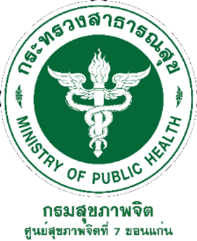 กระทรวงสาธารณสุข
MINISTRY OF PUBLIC HEALTH
กรมสุขภาพจิต
ศูนย์สุขภาพจิตที่ 7 ขอนแก่น